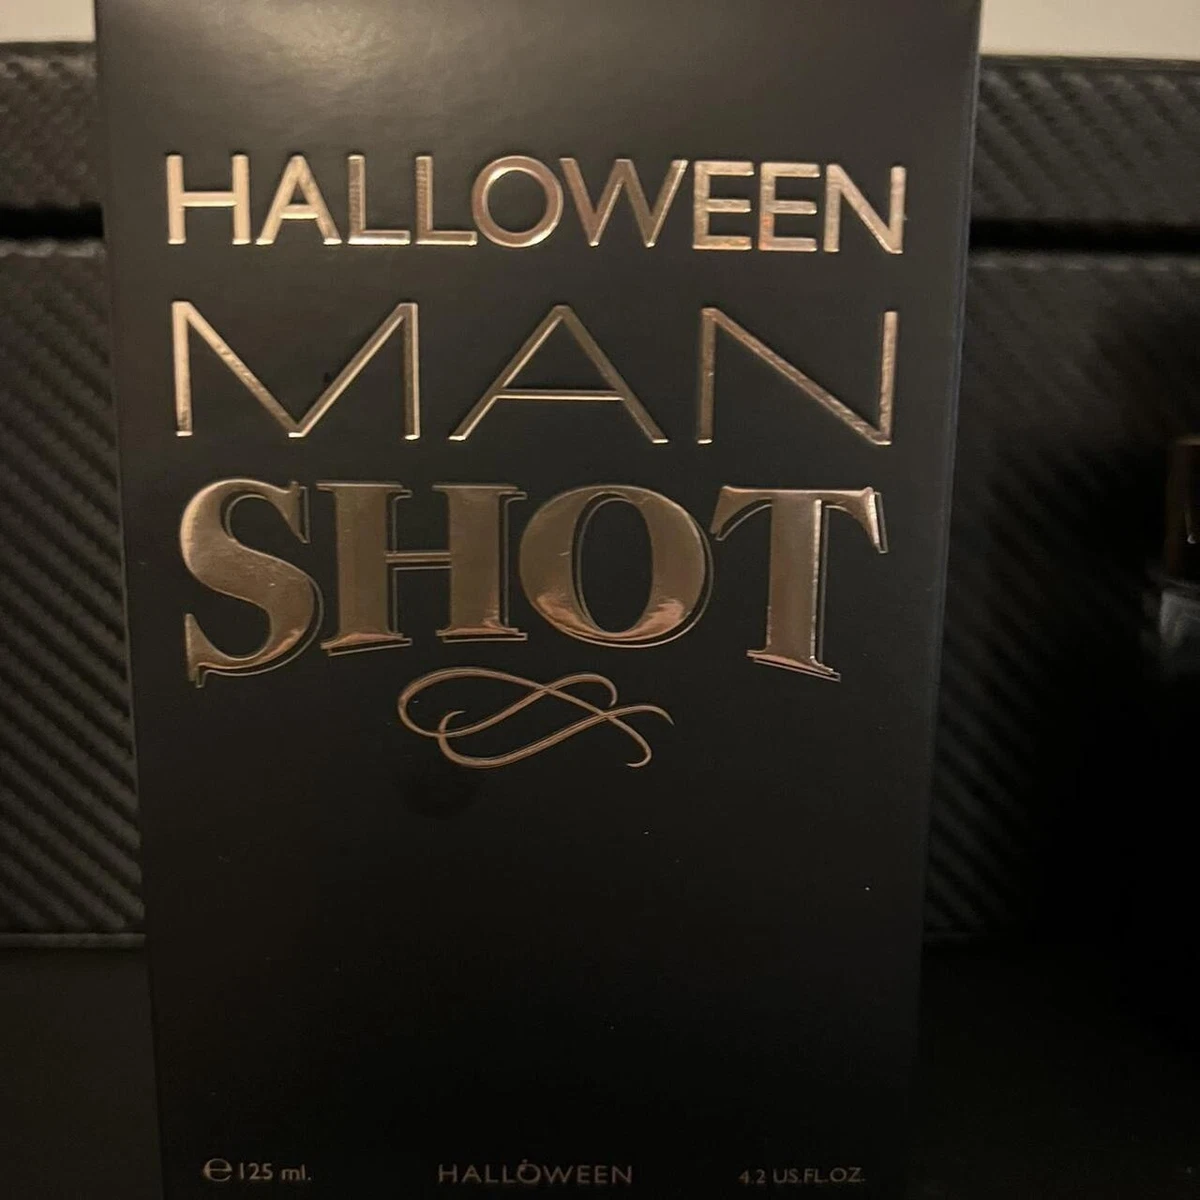 HALLOWEEN
MAN
SHOT
℮125 ml. HALLOWEEN 4.2 US.FL.OZ.